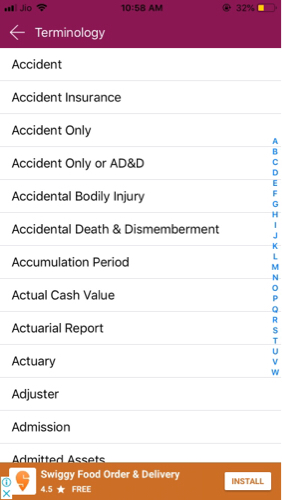 Jio 10:58 AM 32%
Terminology
Accident
Accident Insurance
Accident Only
Accident Only or AD&D
Accidental Bodily Injury
Accidental Death & Dismemberment
Accumulation Period
Actual Cash Value
Actuarial Report
Actuary
Adjuster
Admission
Admitted Assets
A
B
C
D
E
F
G
H
I
J
K
L
M
N
O
P
Q
R
S
T
U
V
W
Swiggy Food Order & Delivery
4.5 ★ FREE
INSTALL